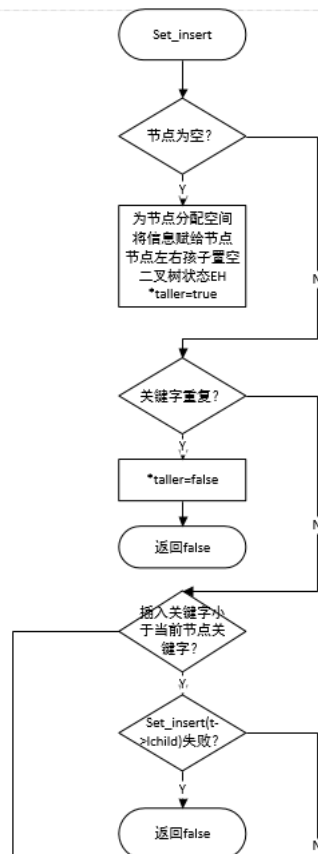 Set_insert
节点为空?
Y
为节点分配空间
将信息赋给节点
节点左右孩子置空
二叉树状态EH
*taller=true
N
关键字重复?
Y
*taller=false
返回false
N
插入关键字小
于当前节点关
键字?
Y
Set_insert(t-
>lchild)失败?
Y
返回false
N